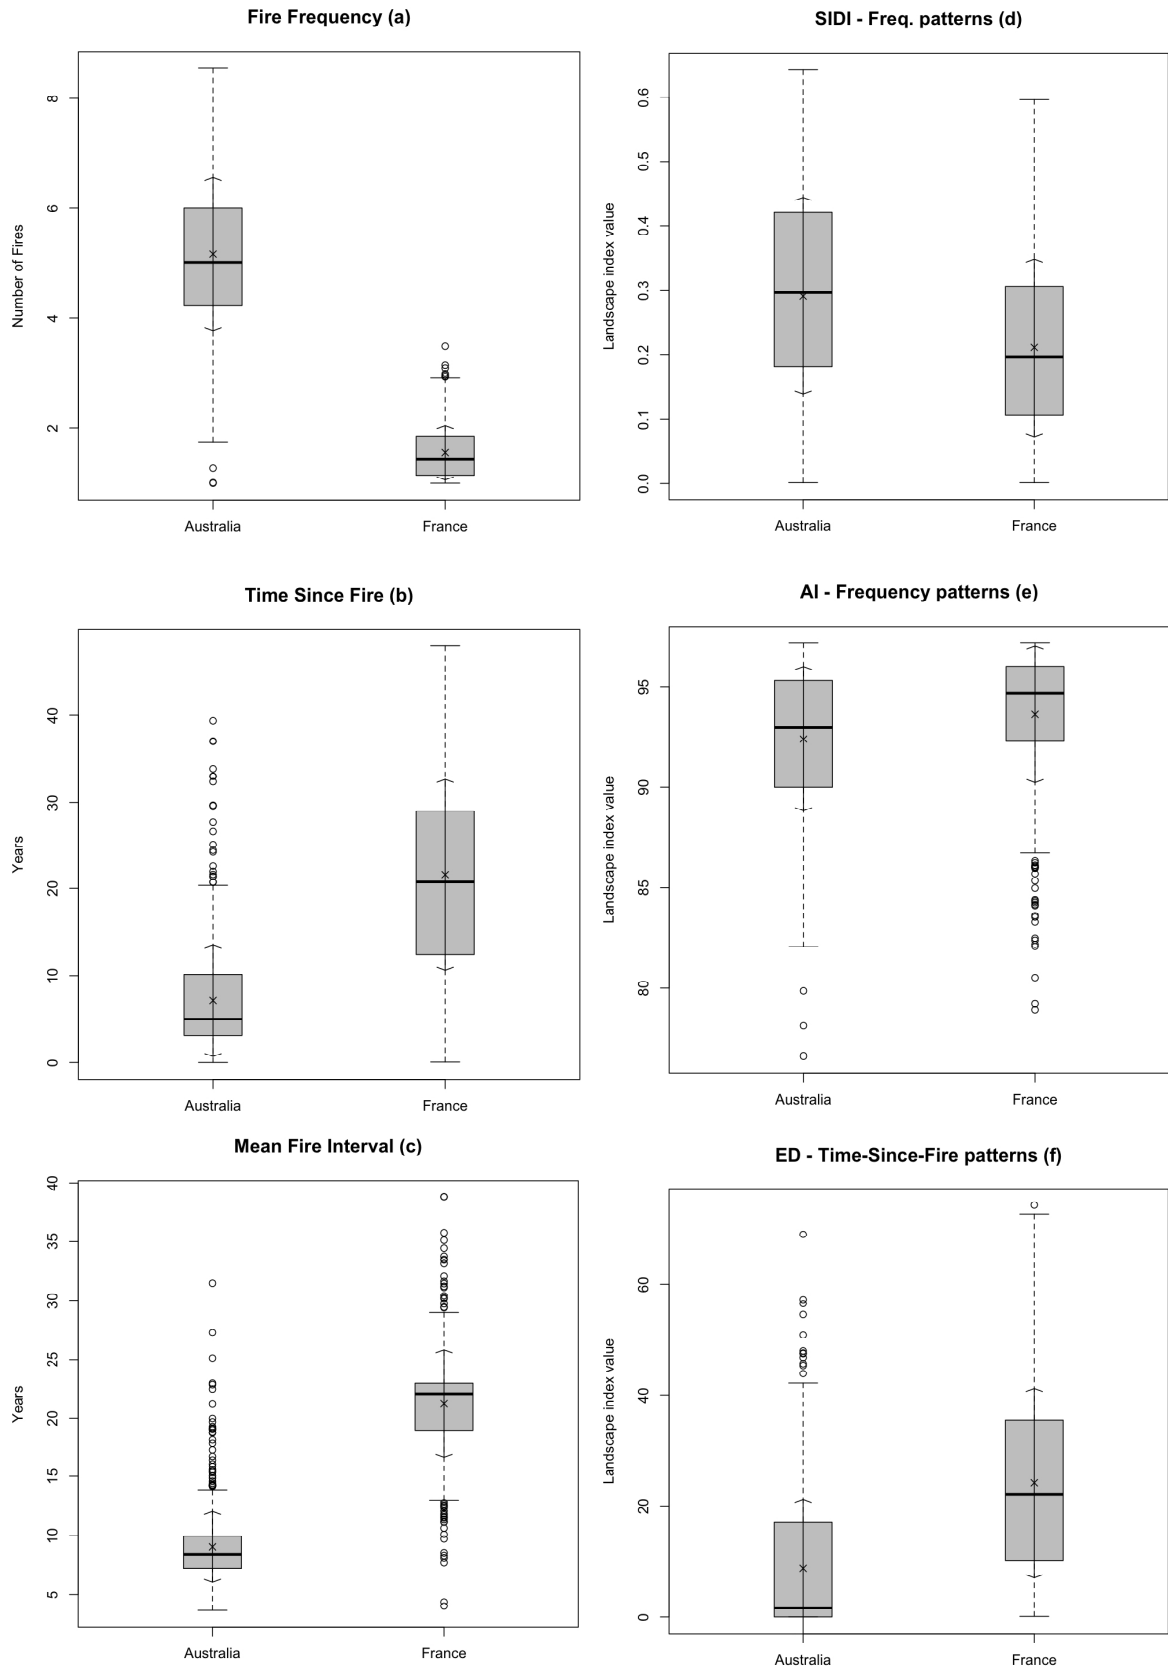 Fire Frequency (a)
Number of Fires
8
6
4
2
Australia
France
SIDI - Freq. patterns (d)
Landscape index value
0.6
0.5
0.4
0.3
0.2
0.1
0.0
Australia
France
Time Since Fire (b)
Years
40
30
20
10
0
Australia
France
AI - Frequency patterns (e)
Landscape index value
95
90
85
80
Australia
France
Mean Fire Interval (c)
Years
40
35
30
25
20
15
10
5
Australia
France
ED - Time-Since-Fire patterns (f)
Landscape index value
60
40
20
0
Australia
France